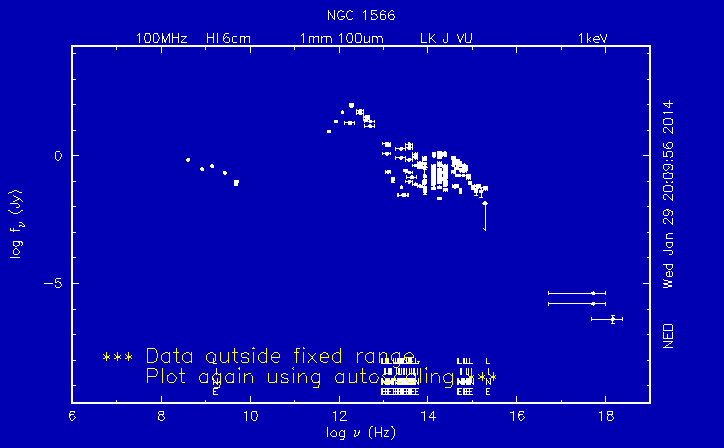 NGC 1566
100MHz HI 6cm 1mm 100um LK J VU 1keV
0
−5
log fν (Jy)
*** Data outside fixed range
Plot again using autoscaling **
6 8 10 12 14 16 18
log ν (Hz)
NED Wed Jan 29 20:09:56 2014